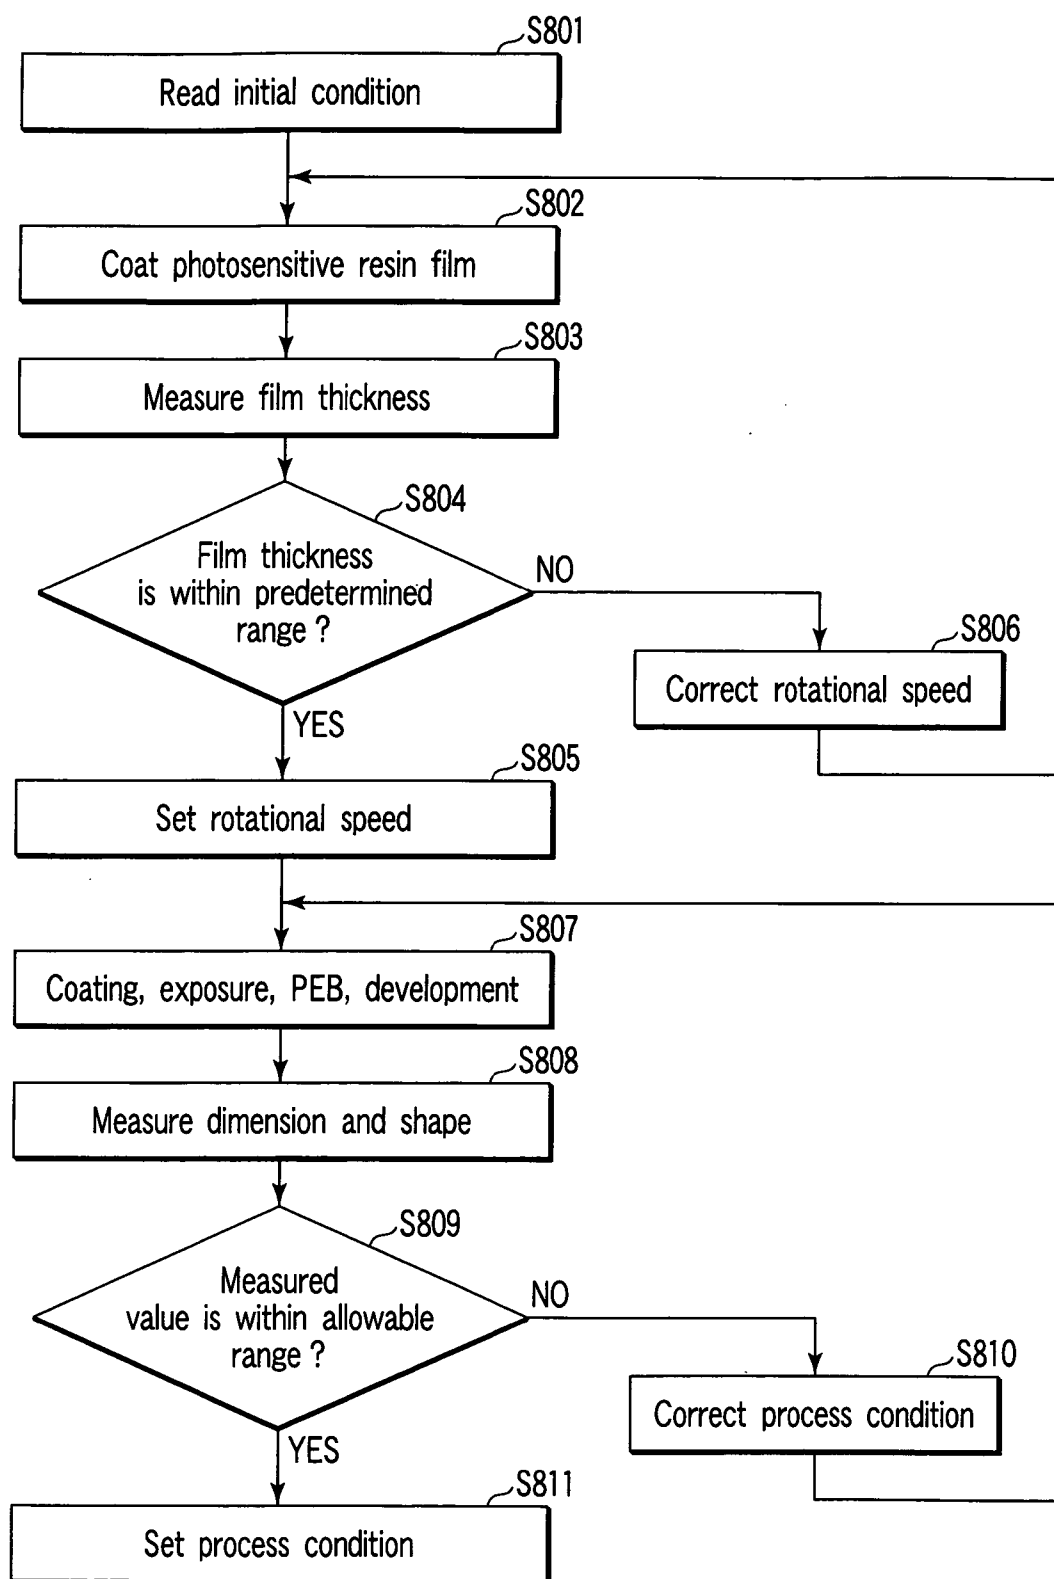 S801
Read initial condition
S802
Coat photosensitive resin film
S803
Measure film thickness
S804
Film thickness
is within predetermined
range ?
NO
S806
Correct rotational speed
YES
S805
Set rotational speed
S807
Coating, exposure, PEB, development
S808
Measure dimension and shape
S809
Measured
value is within allowable
range ?
NO
S810
Correct process condition
YES
S811
Set process condition